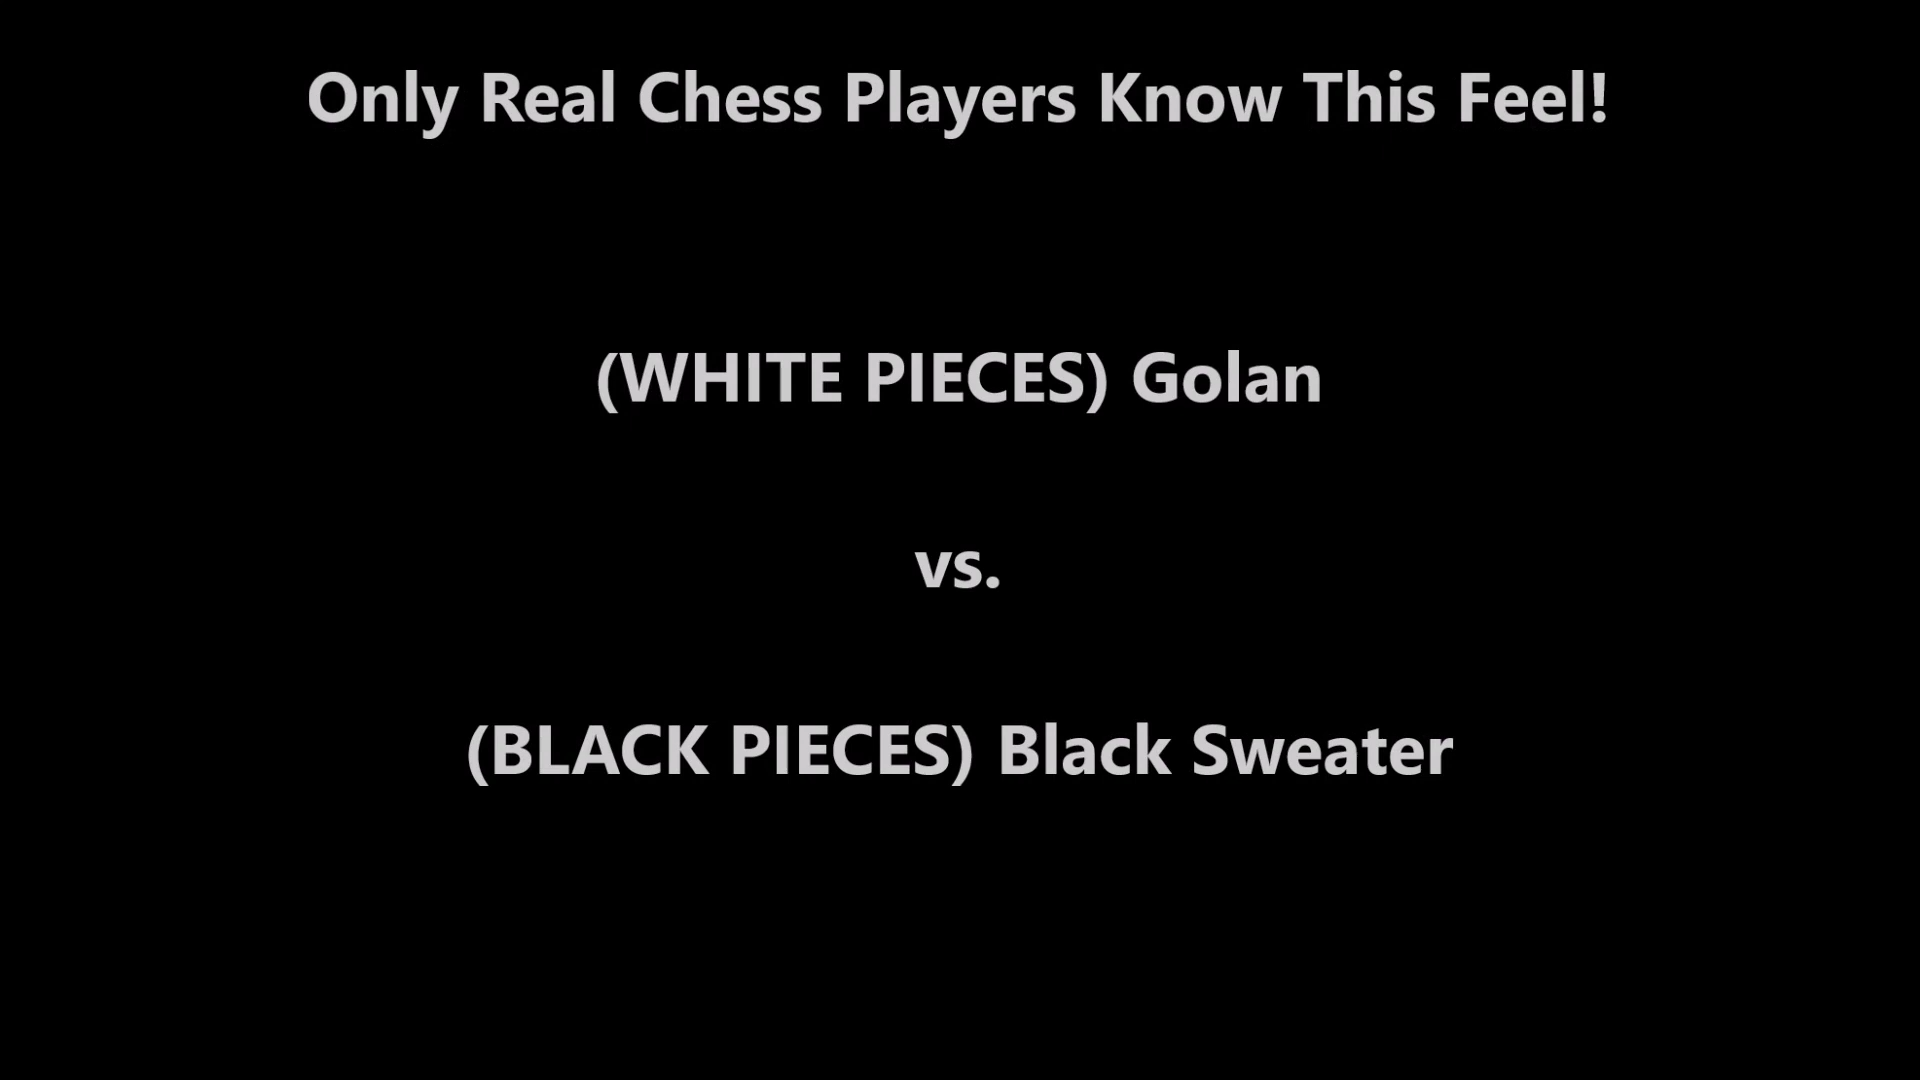 Only Real Chess Players Know This Feel!
(WHITE PIECES) Golan
vs.
(BLACK PIECES) Black Sweater